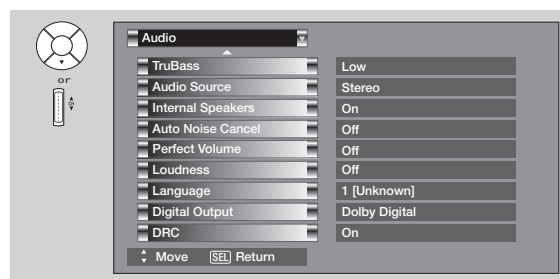 Audio
or
TruBass Low
Audio Source Stereo
Internal Speakers On
Auto Noise Cancel Off
Perfect Volume Off
Loudness Off
Language 1 [Unknown]
Digital Output Dolby Digital
DRC On
Move SEL Return